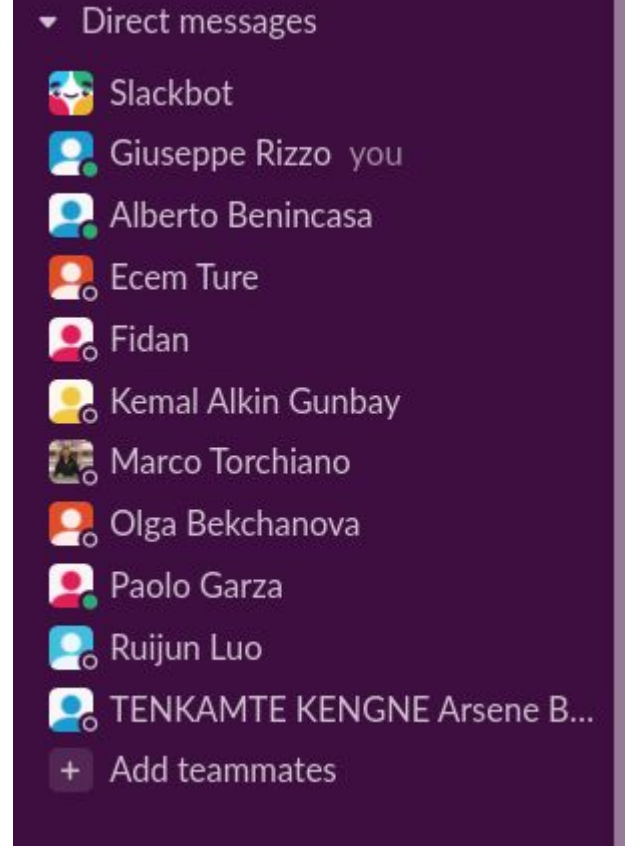 Direct messages
Slackbot
Giuseppe Rizzo you
Alberto Benincasa
Ecem Ture
Fidan
Kemal Alkin Gunbay
Marco Torchiano
Olga Bekchanova
Paolo Garza
Ruijun Luo
TENKAMTE KENGNE Arsene B...
+ Add teammates